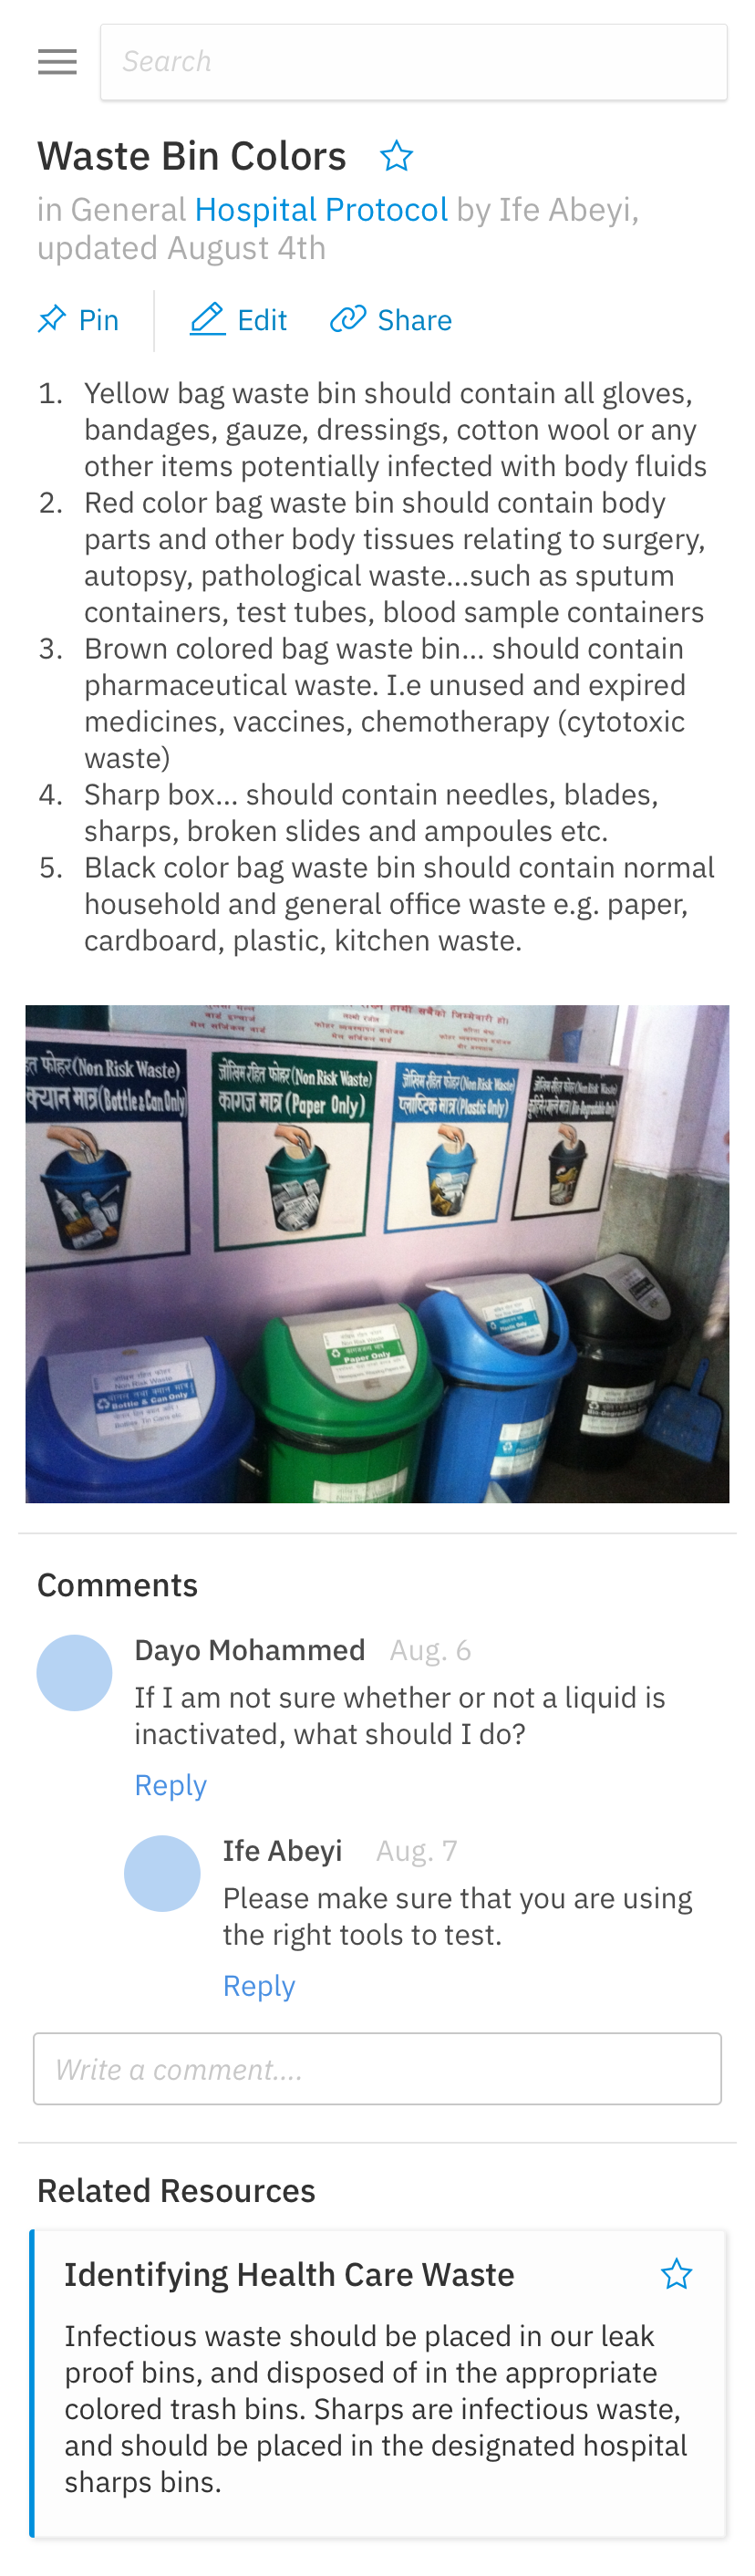 Search
Waste Bin Colors
in General Hospital Protocol by Ife Abeyi,
updated August 4th
Pin Edit Share
1. Yellow bag waste bin should contain all gloves,
bandages, gauze, dressings, cotton wool or any
other items potentially infected with body fluids
2. Red color bag waste bin should contain body
parts and other body tissues relating to surgery,
autopsy, pathological waste...such as sputum
containers, test tubes, blood sample containers
3. Brown colored bag waste bin... should contain
pharmaceutical waste. I.e unused and expired
medicines, vaccines, chemotherapy (cytotoxic
waste)
4. Sharp box... should contain needles, blades,
sharps, broken slides and ampoules etc.
5. Black color bag waste bin should contain normal
household and general office waste e.g. paper,
cardboard, plastic, kitchen waste.
हामी सबैको जिम्मेवारी हो।
फोहर (Non Risk Waste)
क्यान मात्र (Bottle & Can Only)
जोखिम रहित फोहर (Non Risk Waste)
कागज मात्र (Paper Only)
जोखिम रहित फोहर (Non Risk Waste)
प्लाष्टिक मात्र (Plastic Only)
जोखिम रहित फोहर (Non Risk Waste)
Non Risk Waste
Bottle & Can Only
Non Risk Waste
Paper Only
Plastic Only
Comments
Dayo Mohammed Aug. 6
If I am not sure whether or not a liquid is
inactivated, what should I do?
Reply
Ife Abeyi Aug. 7
Please make sure that you are using
the right tools to test.
Reply
Write a comment....
Related Resources
Identifying Health Care Waste
Infectious waste should be placed in our leak
proof bins, and disposed of in the appropriate
colored trash bins. Sharps are infectious waste,
and should be placed in the designated hospital
sharps bins.